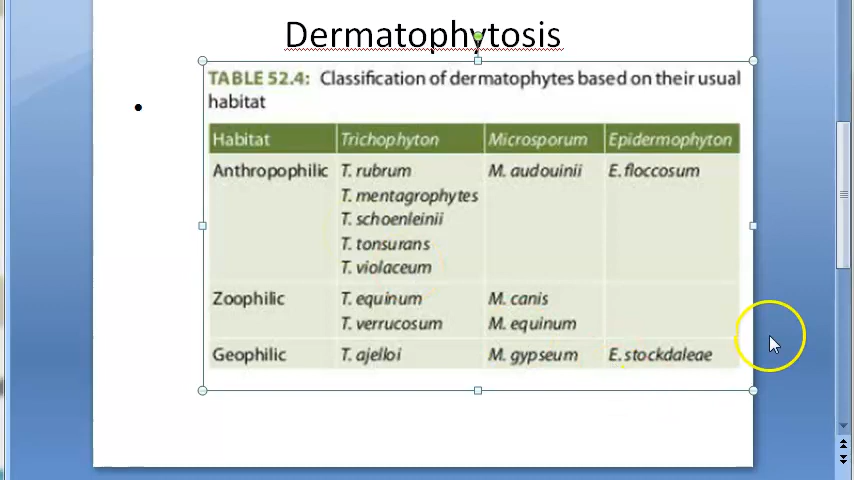 Dermatophytosis
TABLE 52.4: Classification of dermatophytes based on their usual
habitat
Habitat Trichophyton Microsporum Epidermophyton
Anthropophilic T. rubrum M. audouinii E. floccosum
T. mentagrophytes
T. schoenleinii
T. tonsurans
T. violaceum
Zoophilic T. equinum M. canis
T. verrucosum M. equinum
Geophilic T. ajelloi M. gypseum E. stockdaleae